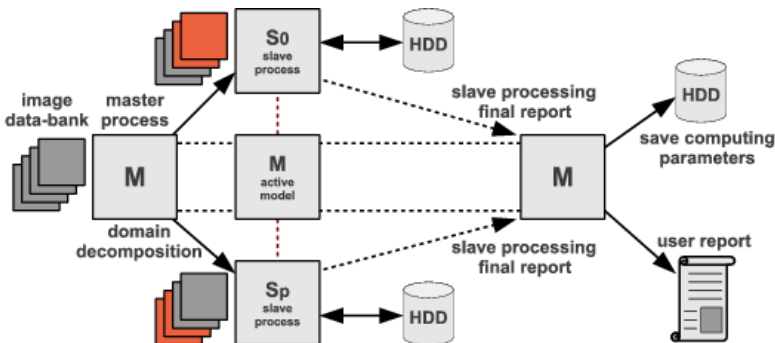 S0
slave
process
HDD
image
data-bank
master
process
slave processing
final report
HDD
save computing
parameters
M
M
active
model
M
domain
decomposition
slave processing
final report
user report
Sp
slave
process
HDD